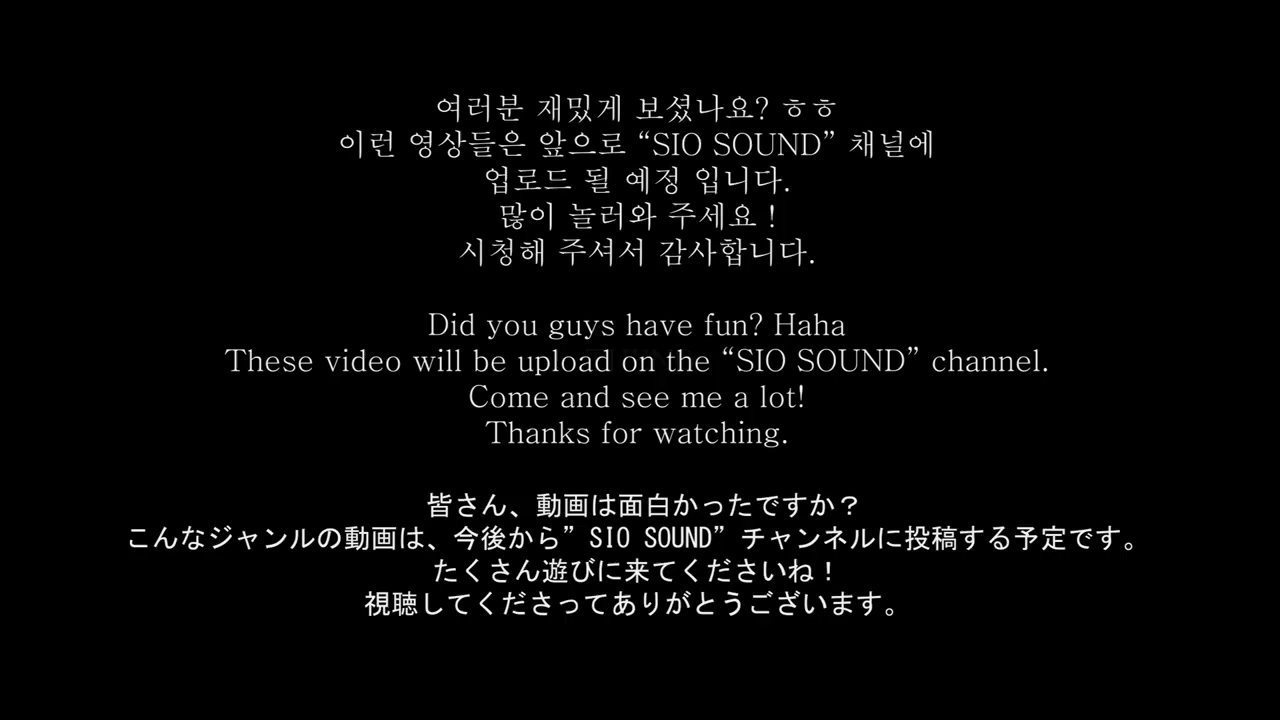 여러분 재밌게 보셨나요? ㅎㅎ
이런 영상들은 앞으로 “SIO SOUND” 채널에
업로드 될 예정 입니다.
많이 놀러와 주세요 !
시청해 주셔서 감사합니다.
Did you guys have fun? Haha
These video will be upload on the “SIO SOUND” channel.
Come and see me a lot!
Thanks for watching.
皆さん、動画は面白かったですか？
こんなジャンルの動画は、今後から”SIO SOUND”チャンネルに投稿する予定です。
たくさん遊びに来てくださいね！
視聴してくださってありがとうございます。